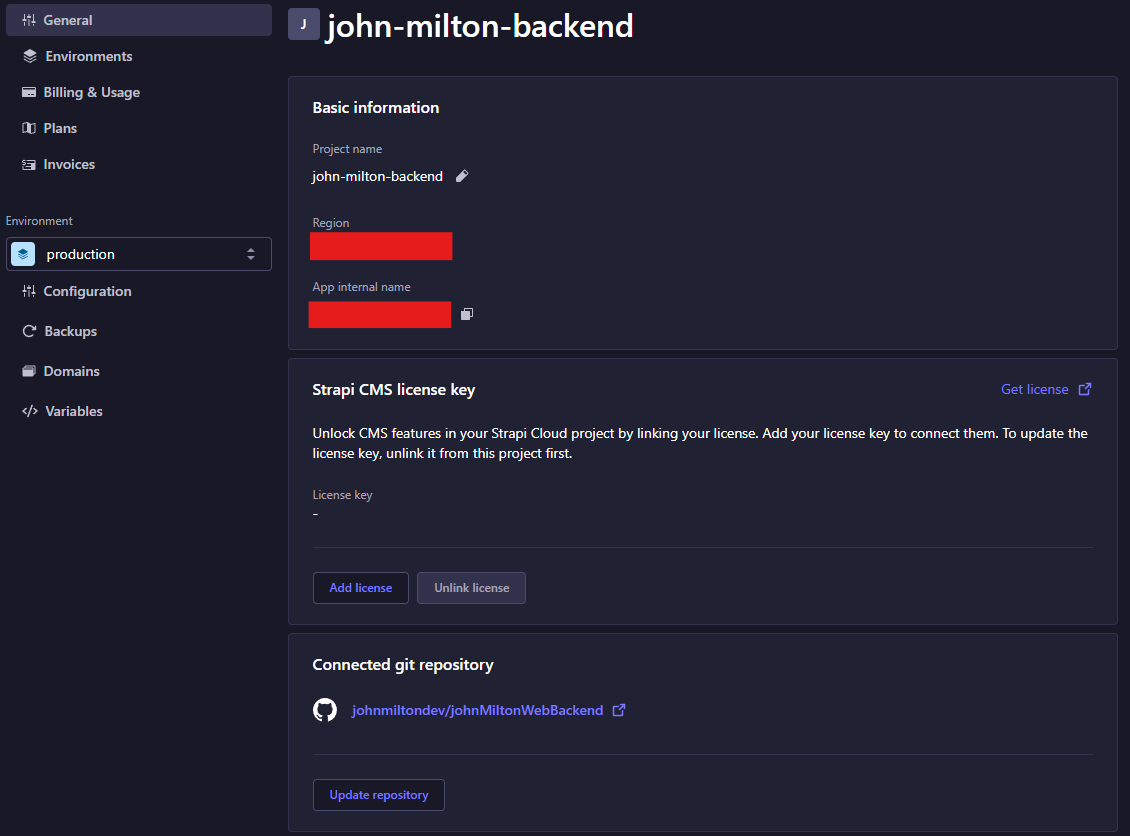 General
Environments
Billing & Usage
Plans
Invoices
Environment
production
Configuration
Backups
Domains
Variables
J
john-milton-backend
Basic information
Project name
john-milton-backend
Region
App internal name
Strapi CMS license key
Get license
Unlock CMS features in your Strapi Cloud project by linking your license. Add your license key to connect them. To update the
license key, unlink it from this project first.
License key
-
Add license
Unlink license
Connected git repository
johnmiltondev/johnMiltonWebBackend
Update repository